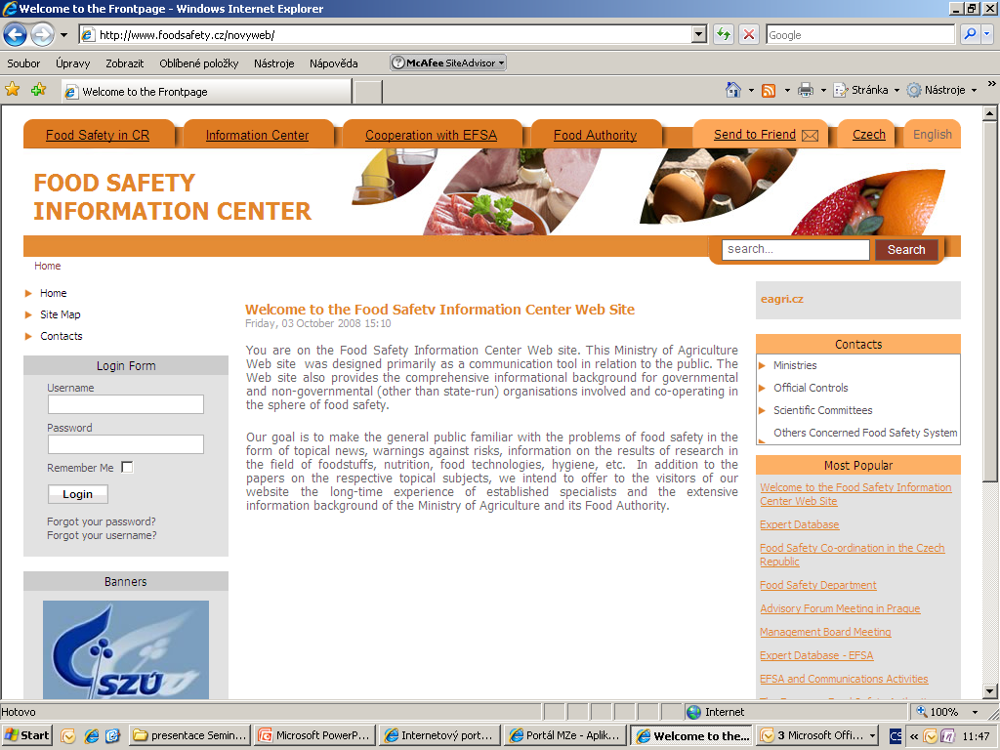 Welcome to the Frontpage - Windows Internet Explorer
http://www.foodsafety.cz/novyweb/
Google
Soubor Úpravy Zobrazit Oblíbené položky Nástroje Nápověda
McAfee SiteAdvisor
Welcome to the Frontpage
Stránka Nástroje »
Food Safety in CR Information Center Cooperation with EFSA Food Authority Send to Friend Czech English
FOOD SAFETY
INFORMATION CENTER
search... Search
Home
Home
Site Map
Contacts
Login Form
Username
Password
Remember Me
Login
Forgot your password?
Forgot your username?
Banners
SZÚ
Welcome to the Food Safety Information Center Web Site
Friday, 03 October 2008 15:10
You are on the Food Safety Information Center Web site. This Ministry of Agriculture
Web site was designed primarily as a communication tool in relation to the public. The
Web site also provides the comprehensive informational background for governmental
and non-governmental (other than state-run) organisations involved and co-operating in
the sphere of food safety.
Our goal is to make the general public familiar with the problems of food safety in the
form of topical news, warnings against risks, information on the results of research in
the field of foodstuffs, nutrition, food technologies, hygiene, etc. In addition to the
papers on the respective topical subjects, we intend to offer to the visitors of our
website the long-time experience of established specialists and the extensive
information background of the Ministry of Agriculture and its Food Authority.
eagri.cz
Contacts
Ministries
Official Controls
Scientific Committees
Others Concerned Food Safety System
Most Popular
Welcome to the Food Safety Information
Center Web Site
Expert Database
Food Safety Co-ordination in the Czech
Republic
Food Safety Department
Advisory Forum Meeting in Prague
Management Board Meeting
Expert Database - EFSA
EFSA and Communications Activities
Hotovo Internet 100%
Start presentace Semin... Microsoft PowerP... Internetový port... Portál MZe - Aplik... Welcome to the... 3 Microsoft Offi... CS « 11:47